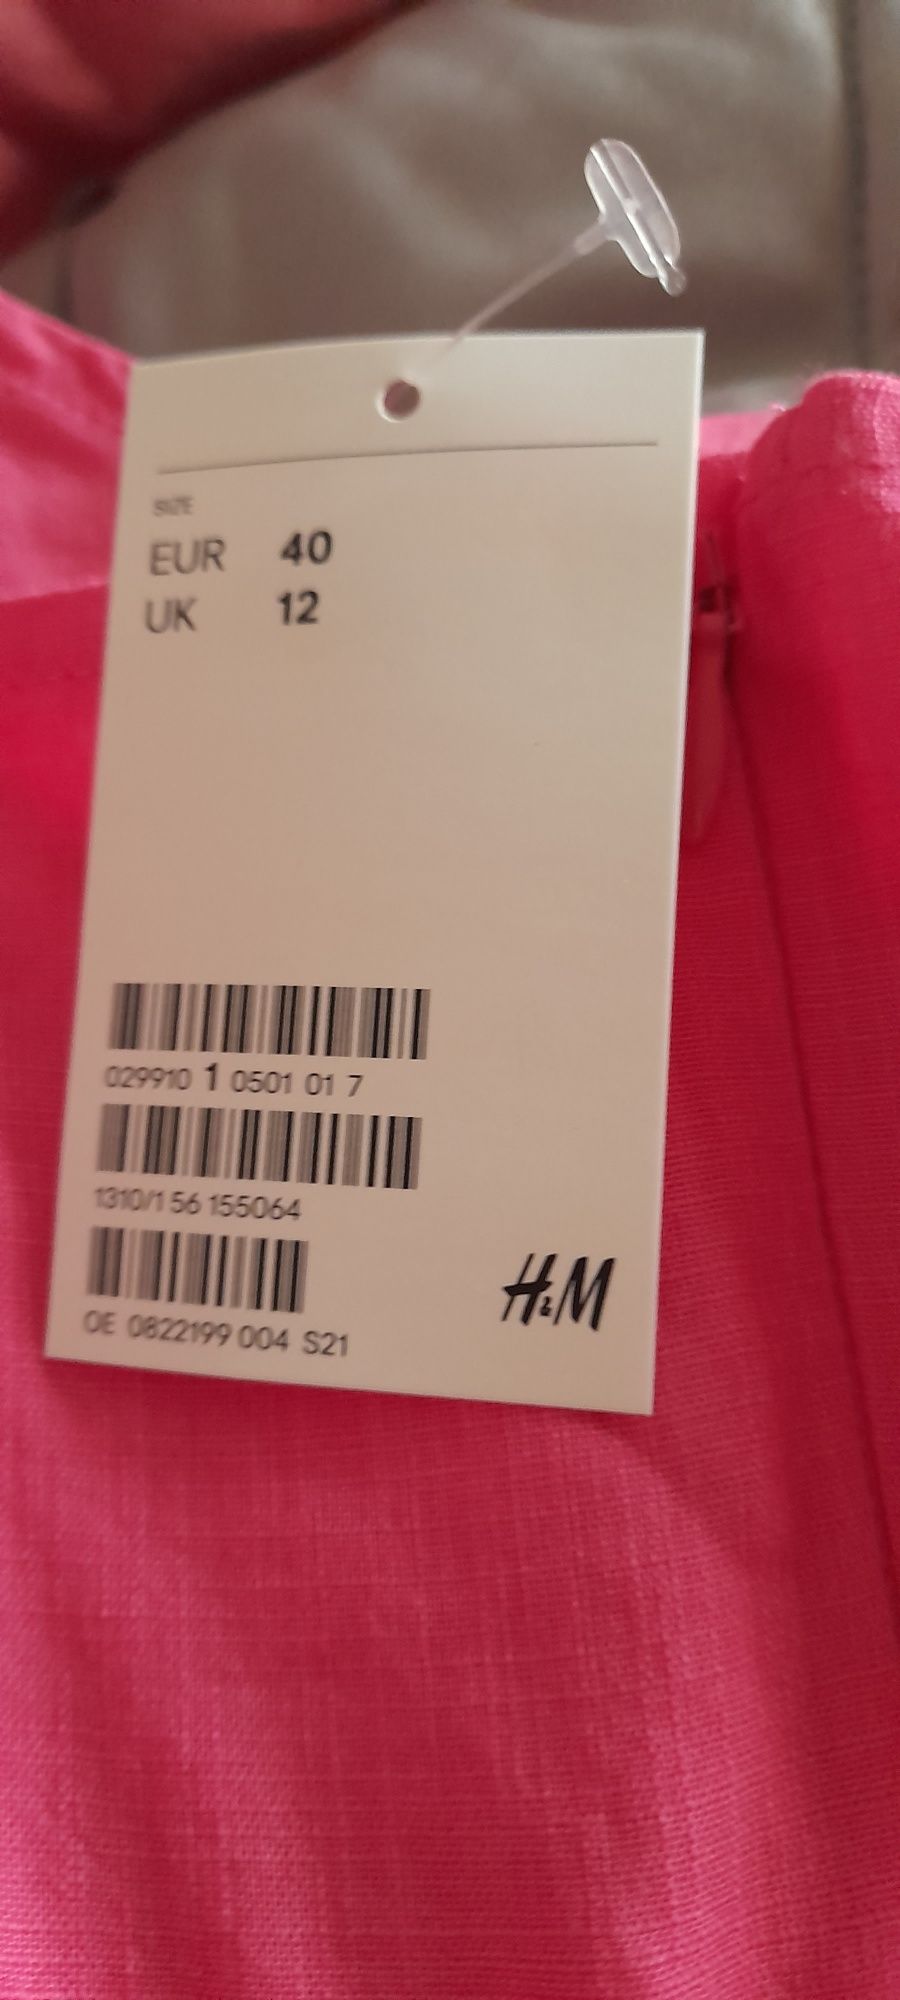 SIZE
EUR 40
UK 12
029910 1 0501 01 7
1310/1 56 155064
OE 0822199 004 S21
H&M